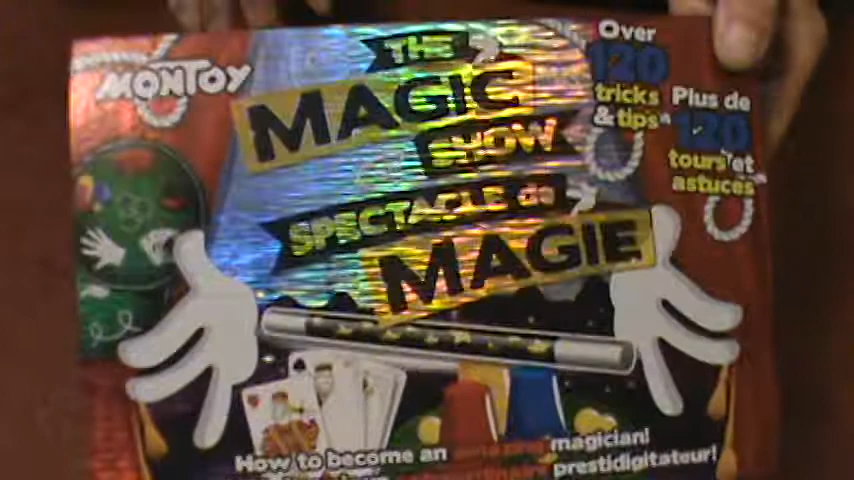 MONTOY
THE
MAGIC
SHOW
SPECTACLE de
MAGIE
Over
120
tricks
& tips*
Plus de
120
tours et
astuces*
How to become an amazing magician!
prestidigitateur!